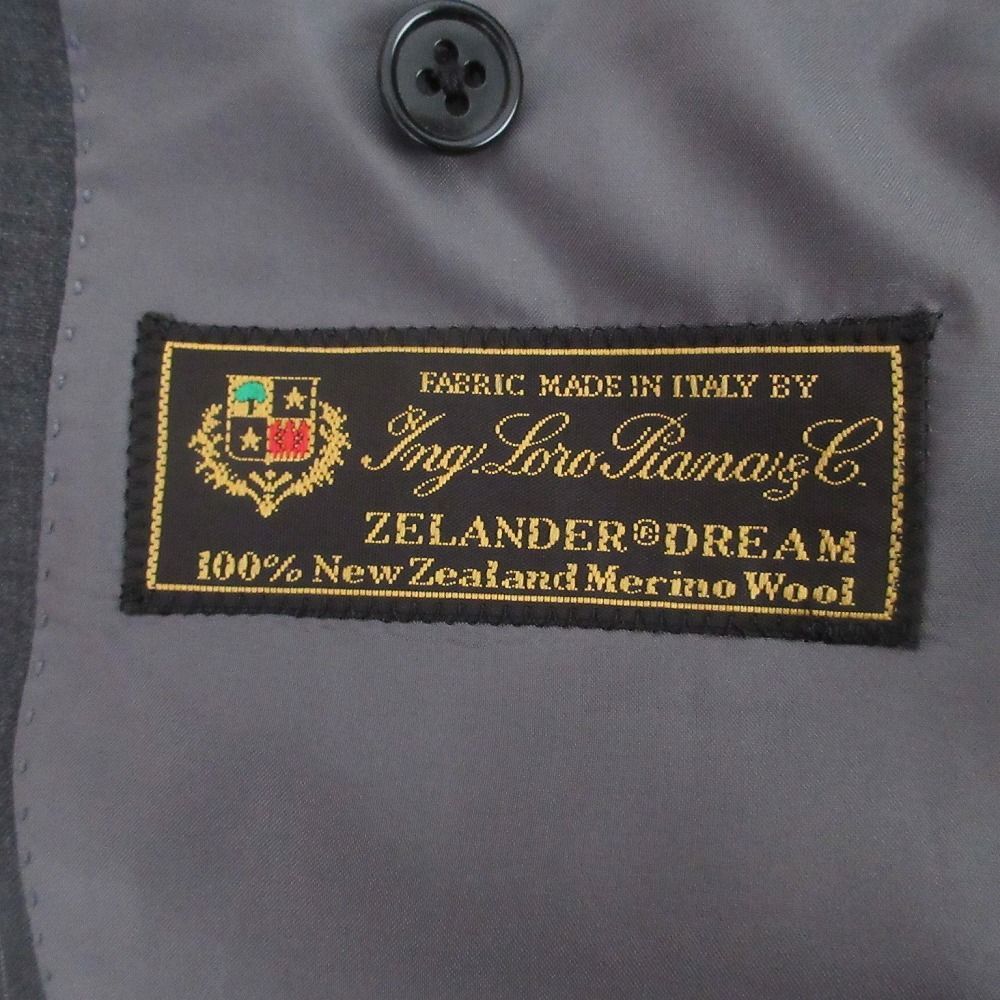 FABRIC MADE IN ITALY BY
Ing. Loro Piana & C.
ZELANDER®DREAM
100% New Zealand Merino Wool